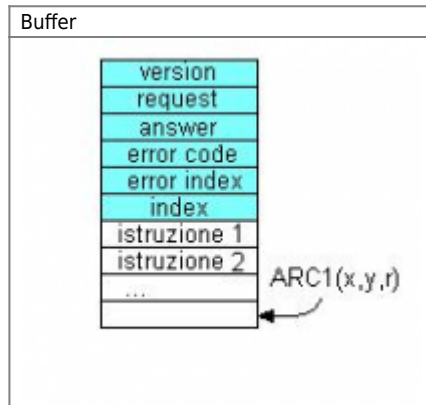 Buffer
version
request
answer
error code
error index
index
istruzione 1
istruzione 2
...
ARC1(x,y,r)